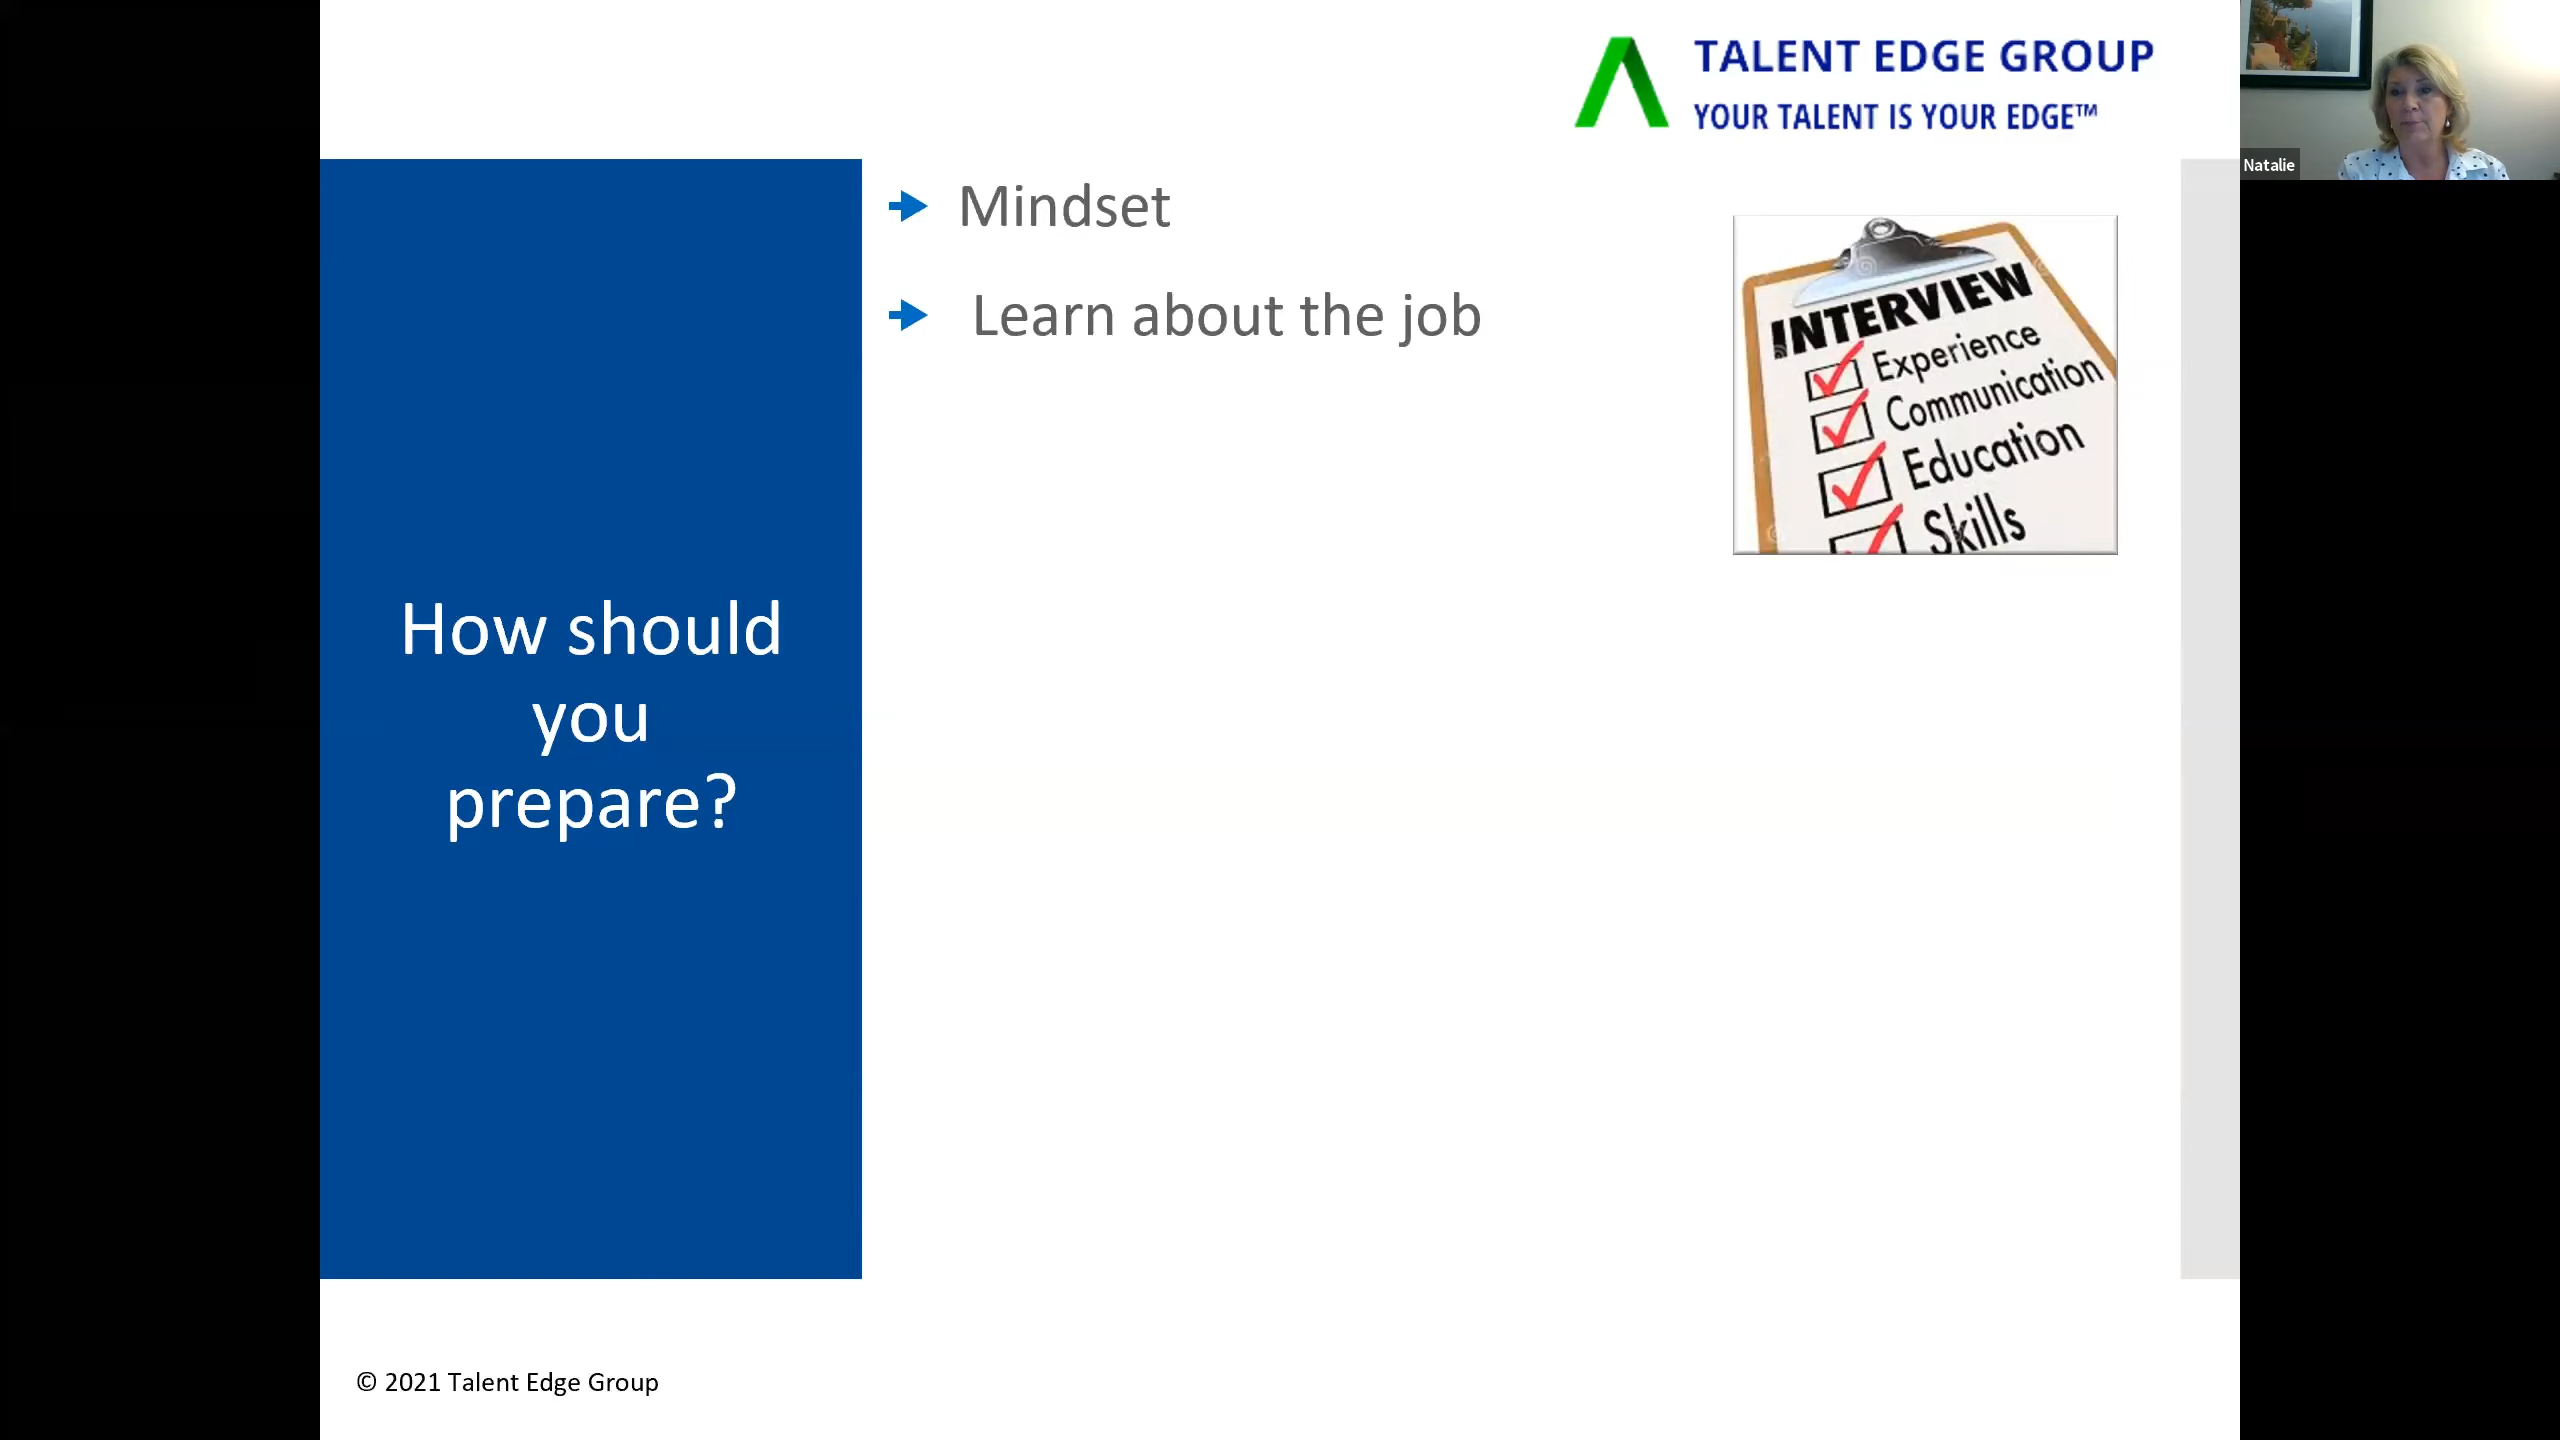 TALENT EDGE GROUP
YOUR TALENT IS YOUR EDGE™
Natalie
How should
you
prepare?
Mindset
Learn about the job
INTERVIEW
Experience
Communication
Education
Skills
© 2021 Talent Edge Group